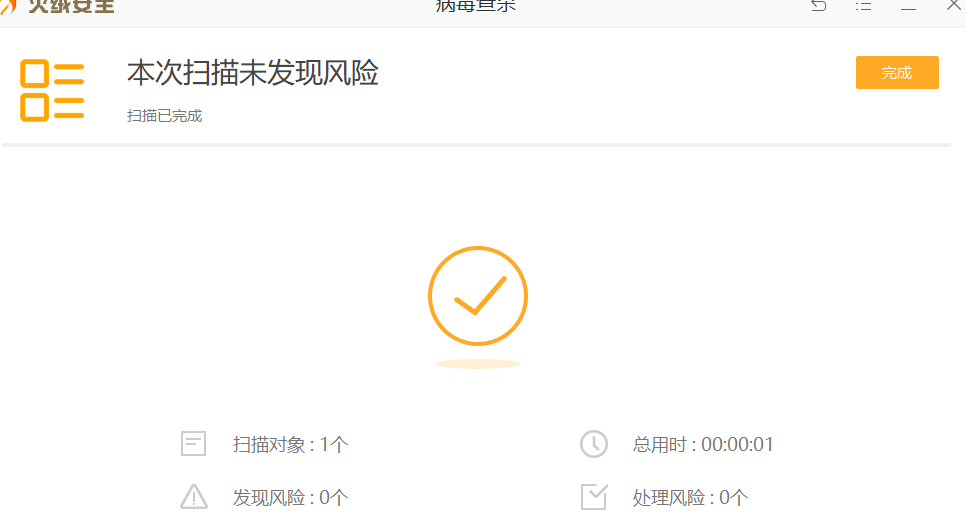 火绒安全
病毒查杀
本次扫描未发现风险
完成
扫描已完成
扫描对象 : 1个
总用时 : 00:00:01
发现风险 : 0个
处理风险 : 0个